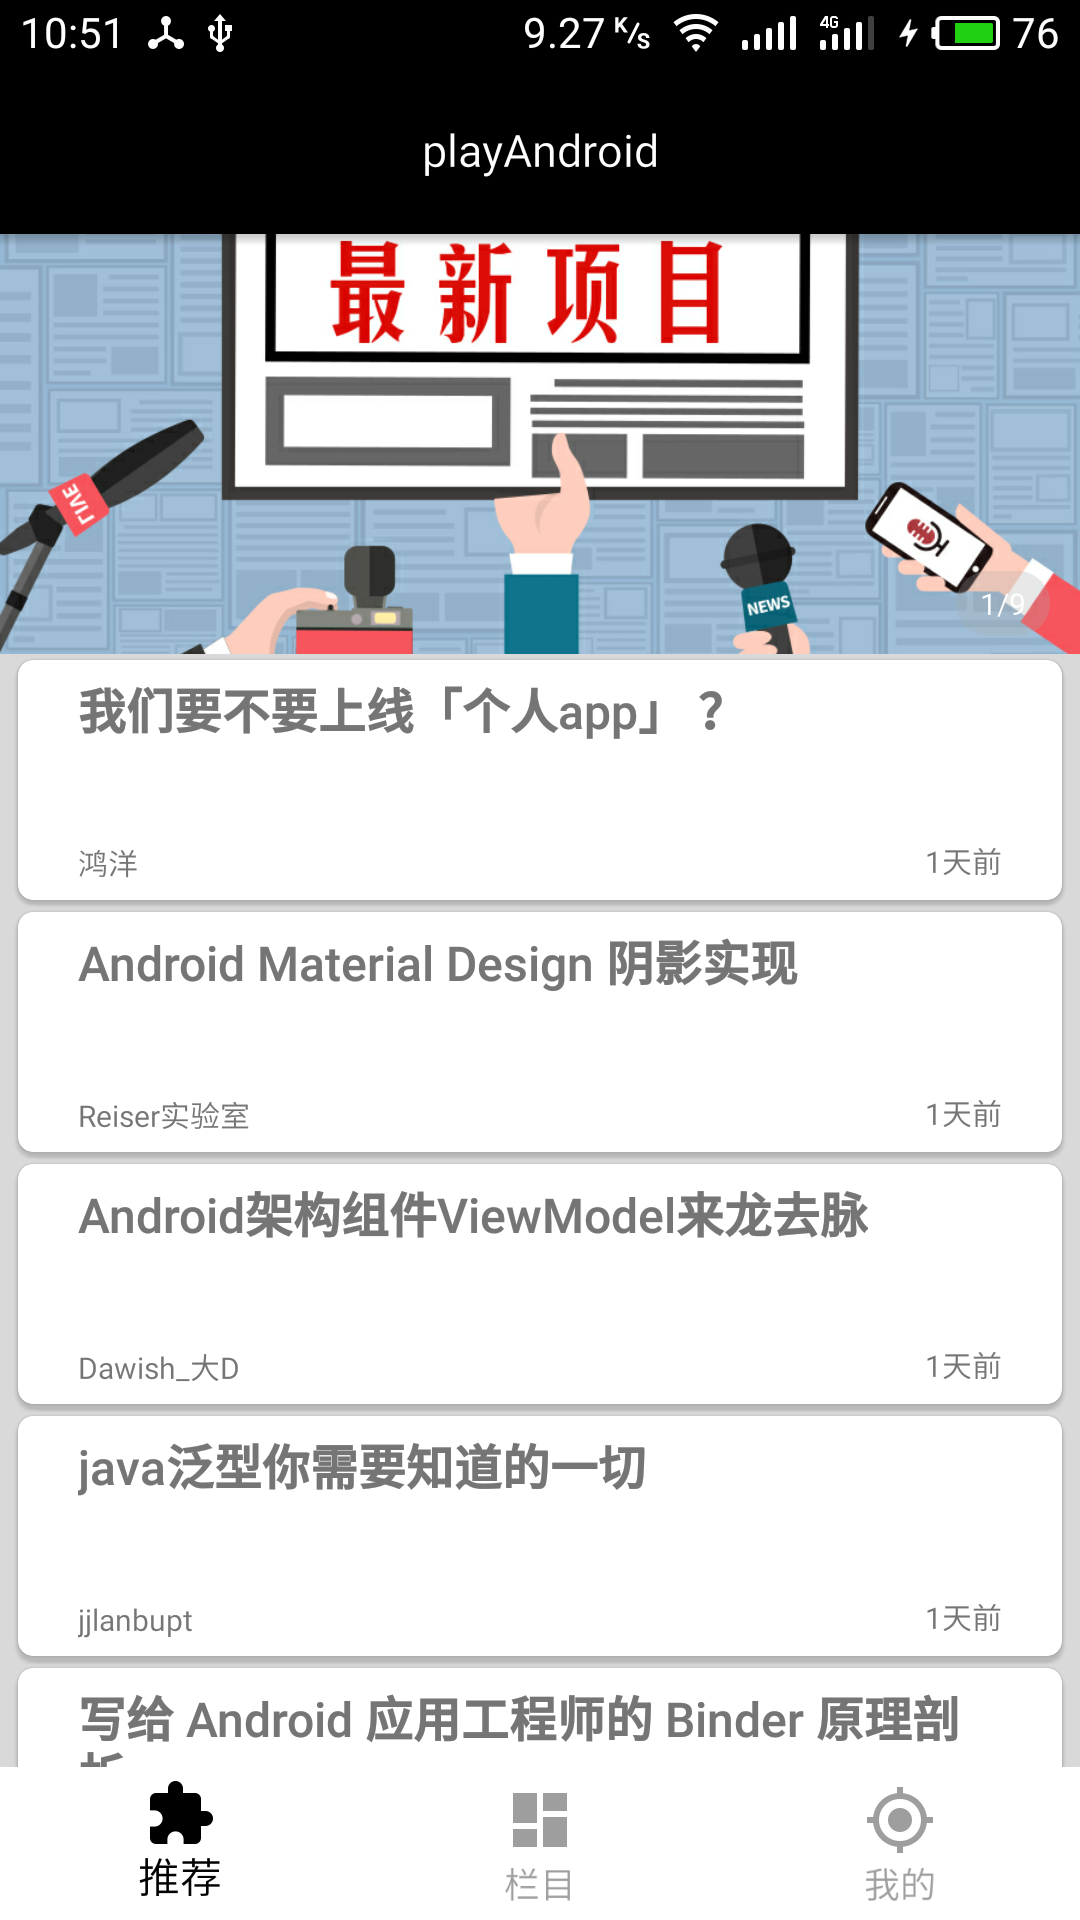 10:51 9.27 K/s 4G 76
playAndroid
最新项目
LIVE
NEWS
1/9
我们要不要上线「个人app」？
鸿洋 1天前
Android Material Design 阴影实现
Reiser实验室 1天前
Android架构组件ViewModel来龙去脉
Dawish_大D 1天前
java泛型你需要知道的一切
jjlanbupt 1天前
写给 Android 应用工程师的 Binder 原理剖
推荐 栏目 我的